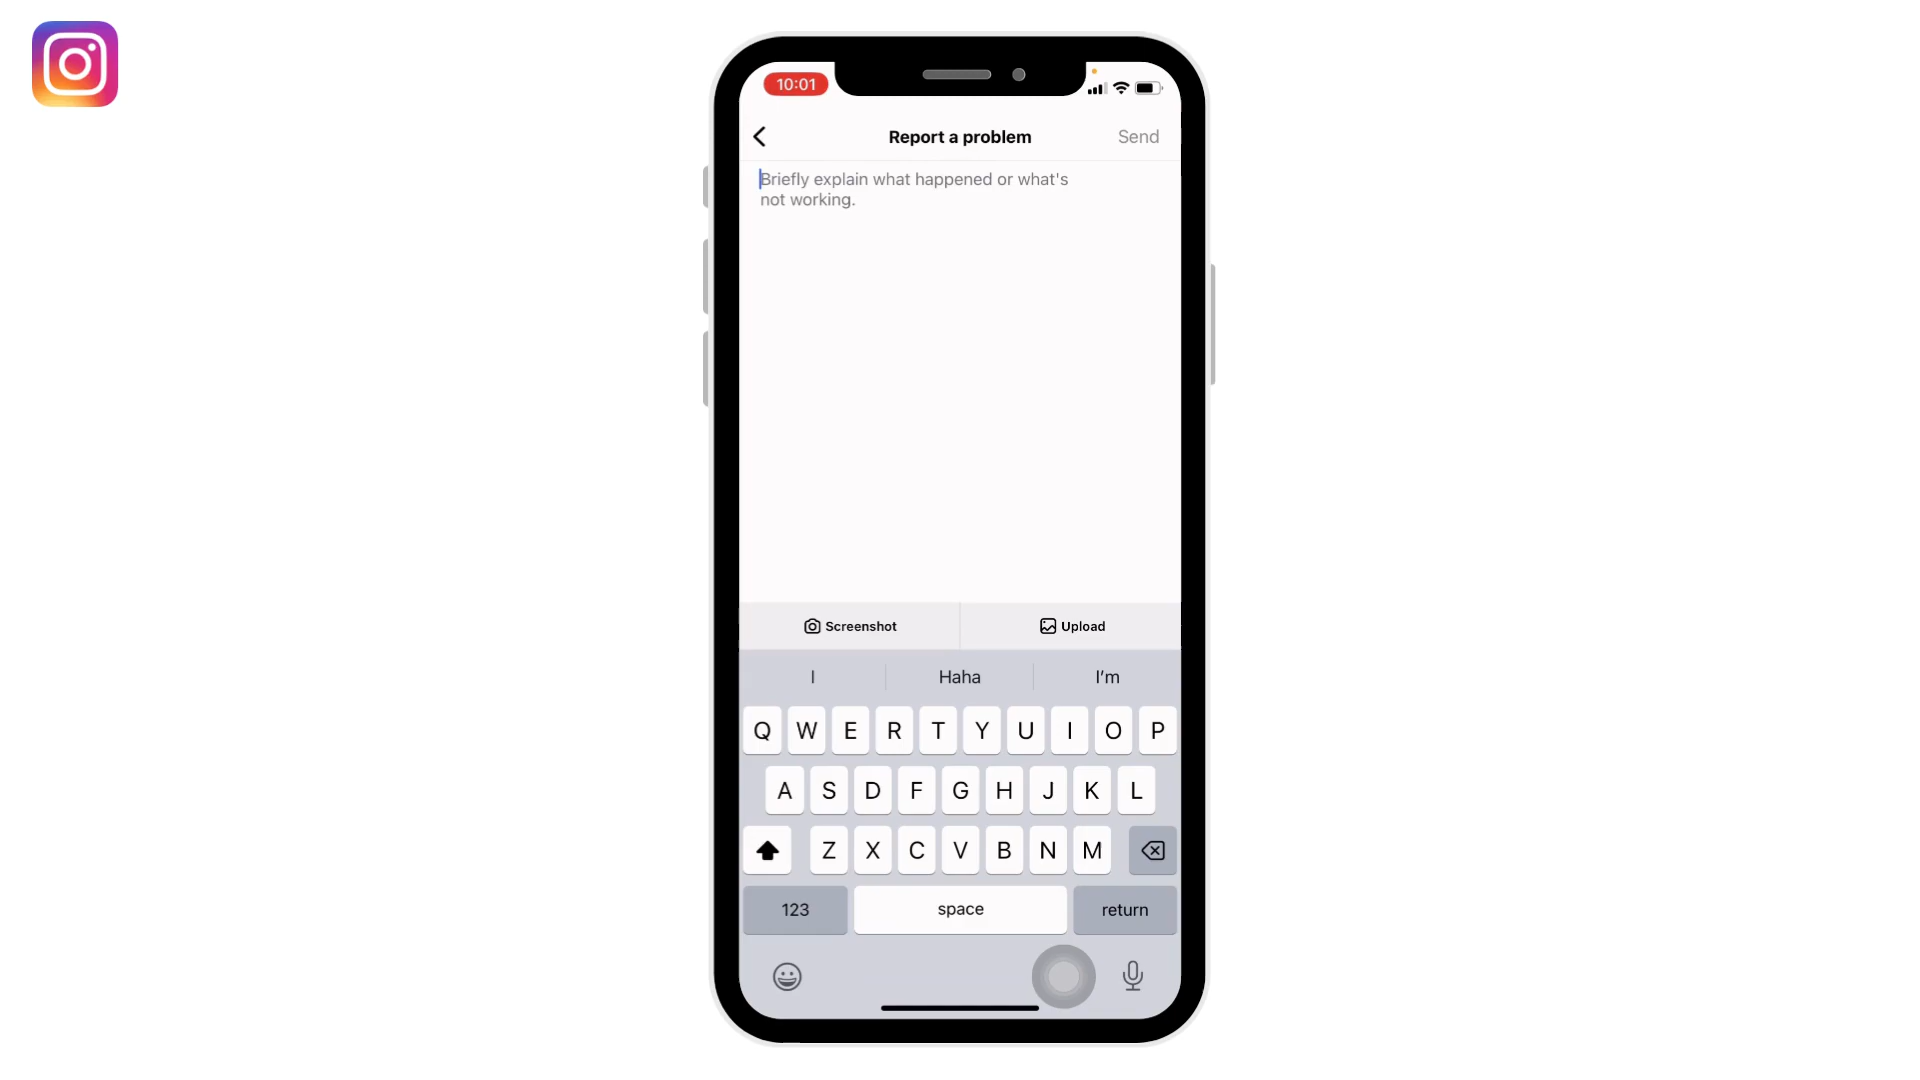 10:01
Report a problem
Send
Briefly explain what happened or what's
not working.
Screenshot
Upload
I
Haha
I'm
Q W E R T Y U I O P
A S D F G H J K L
Z X C V B N M
123
space
return